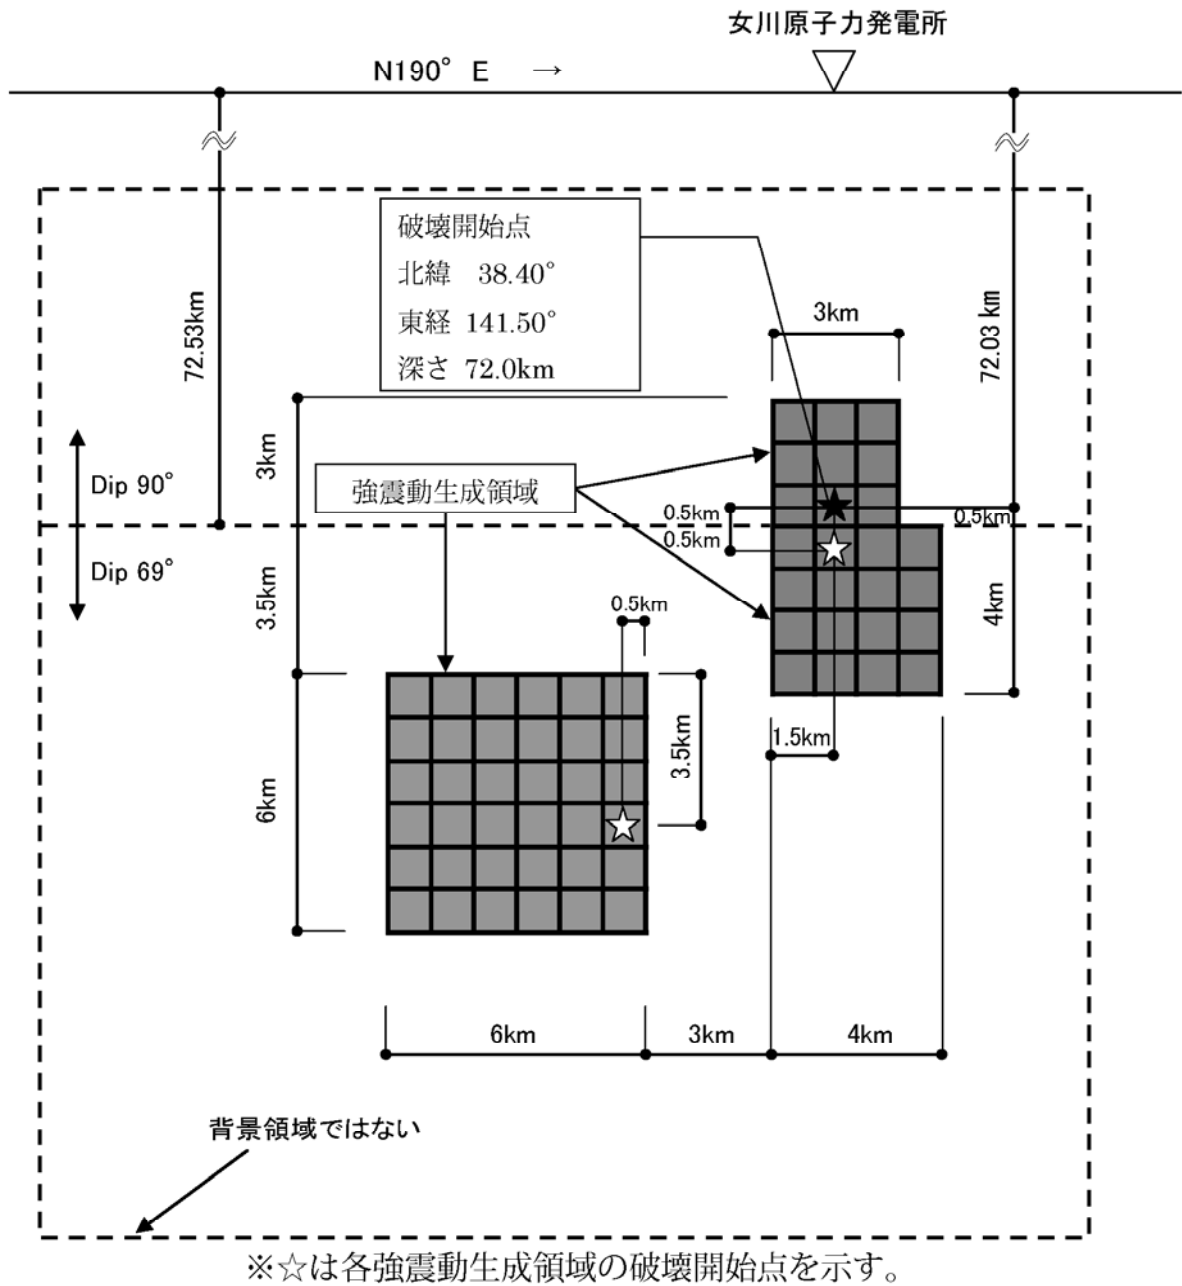 女川原子力発電所
N190° E →
破壊開始点
北緯 38.40°
東経 141.50°
深さ 72.0km
72.53km
72.03 km
3km
3km
Dip 90°
強震動生成領域
0.5km
0.5km
0.5km
Dip 69°
3.5km
0.5km
4km
1.5km
3.5km
6km
6km
3km
4km
背景領域ではない
※☆は各強震動生成領域の破壊開始点を示す。